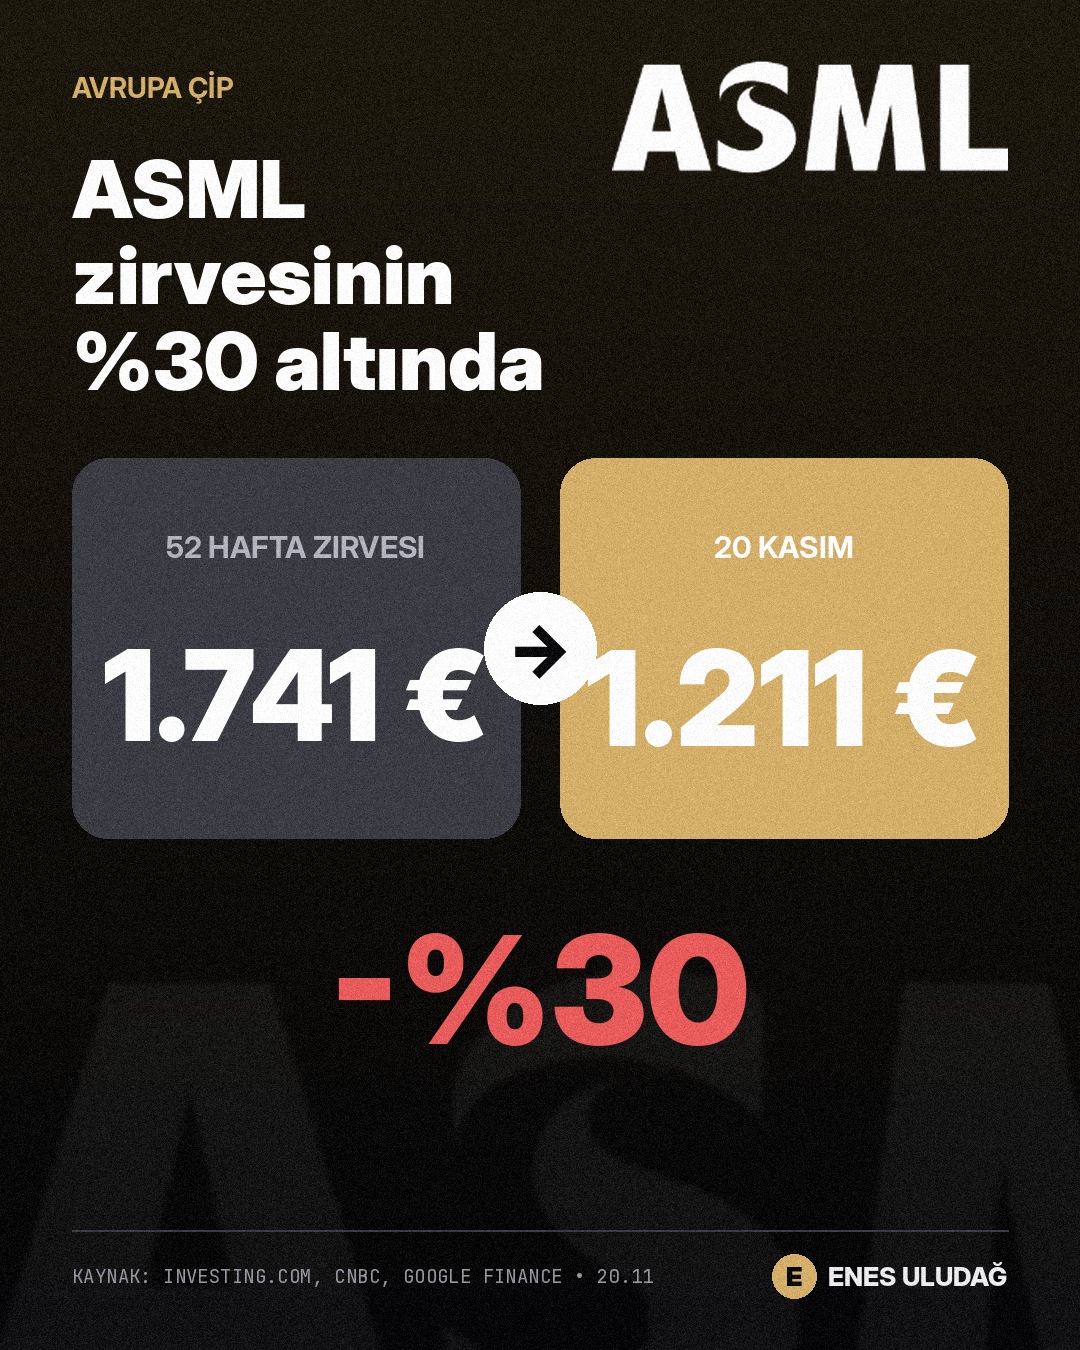 AVRUPA ÇİP
ASML
ASML
zirvesinin
%30 altında
52 HAFTA ZIRVESI
1.741 €
→
20 KASIM
1.211 €
-%30
ASM
KAYNAK: INVESTING.COM, CNBC, GOOGLE FINANCE • 20.11
E ENES ULUDAĞ